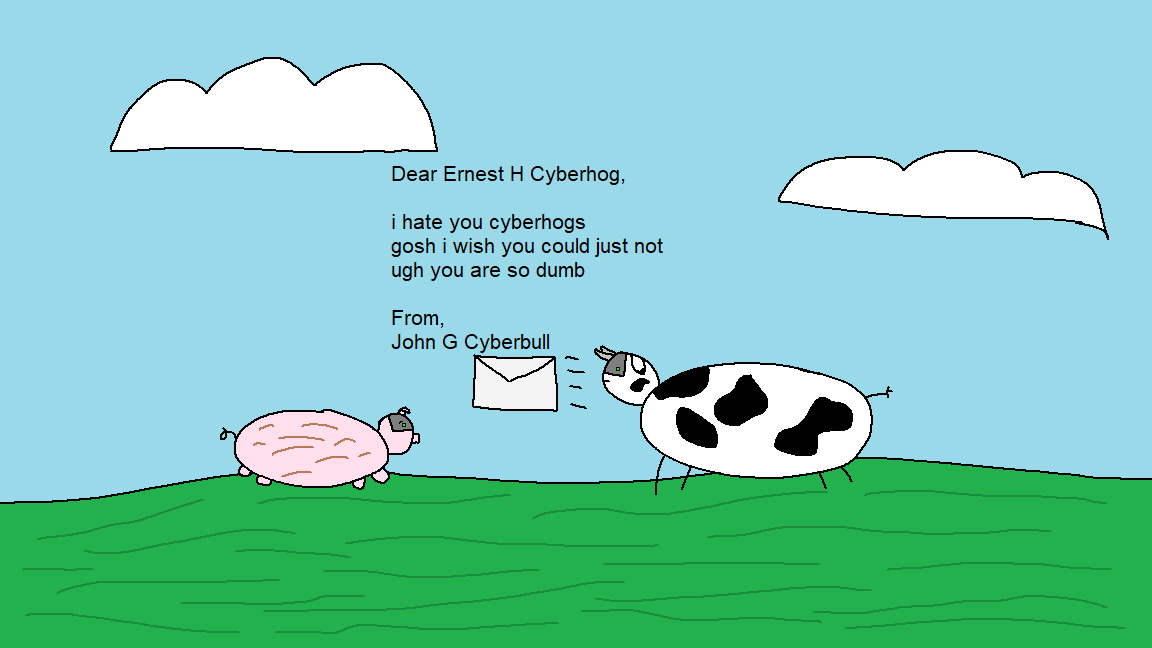 Dear Ernest H Cyberhog,
i hate you cyberhogs
gosh i wish you could just not
ugh you are so dumb
From,
John G Cyberbull